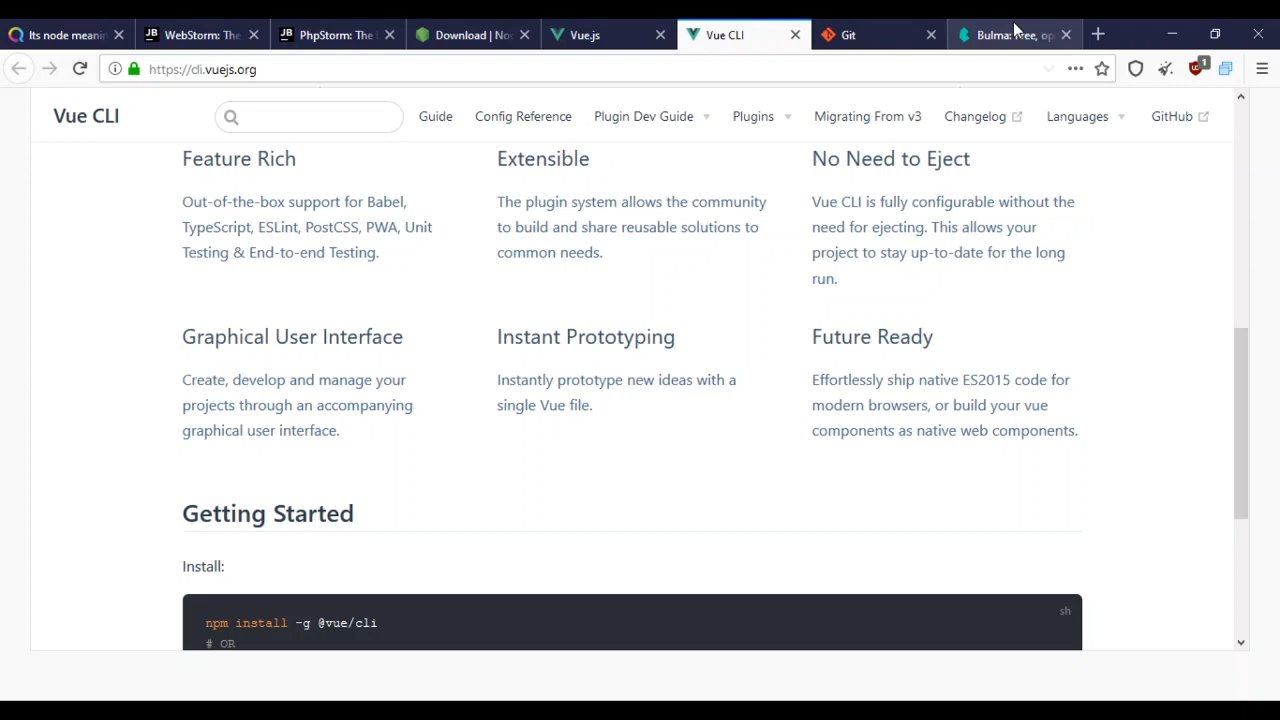 Its node meanin
WebStorm: The
PhpStorm: The
Download | Noc
Vue.js
Vue CLI
Git
Bulma: Free, op
https://cli.vuejs.org
1
Vue CLI
Guide
Config Reference
Plugin Dev Guide
Plugins
Migrating From v3
Changelog
Languages
GitHub
Feature Rich
Out-of-the-box support for Babel,
TypeScript, ESLint, PostCSS, PWA, Unit
Testing & End-to-end Testing.
Extensible
The plugin system allows the community
to build and share reusable solutions to
common needs.
No Need to Eject
Vue CLI is fully configurable without the
need for ejecting. This allows your
project to stay up-to-date for the long
run.
Graphical User Interface
Create, develop and manage your
projects through an accompanying
graphical user interface.
Instant Prototyping
Instantly prototype new ideas with a
single Vue file.
Future Ready
Effortlessly ship native ES2015 code for
modern browsers, or build your vue
components as native web components.
Getting Started
Install:
sh
npm install -g @vue/cli
# OR